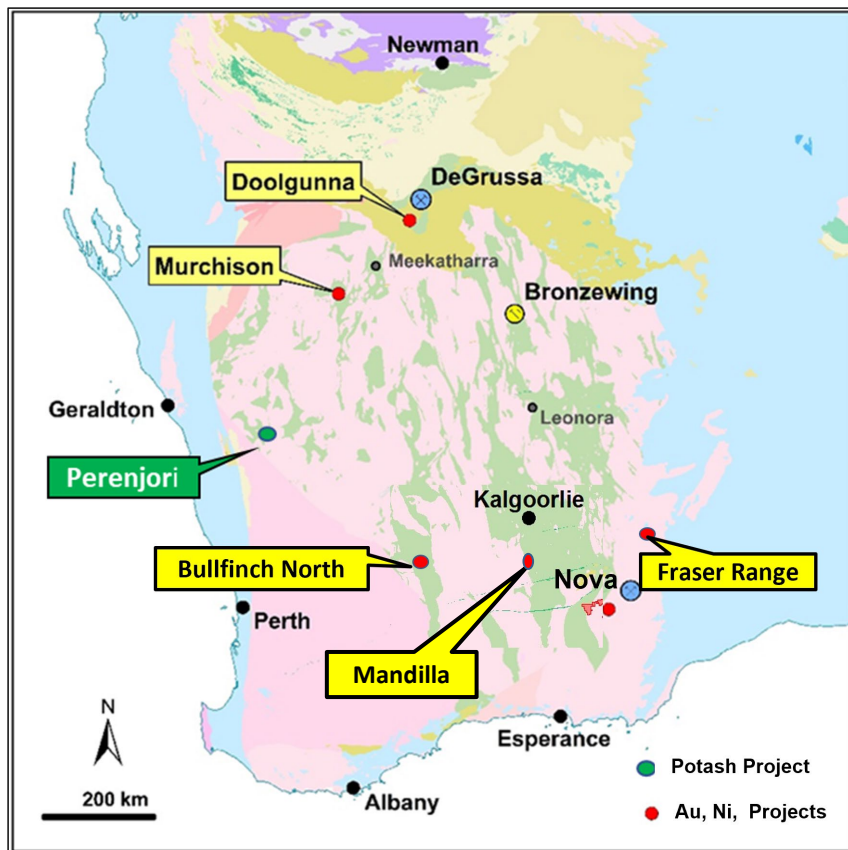 Newman
DeGrussa
Doolgunna
Meekatharra
Murchison
Bronzewing
Geraldton
Leonora
Perenjori
Kalgoorlie
Bullfinch North
Nova
Fraser Range
Perth
Mandilla
N
Esperance
Potash Project
200 km
Albany
Au, Ni, Projects